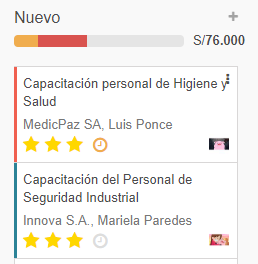 Nuevo
S/76.000
Capacitación personal de Higiene y
Salud
MedicPaz SA, Luis Ponce
Capacitación del Personal de
Seguridad Industrial
Innova S.A., Mariela Paredes